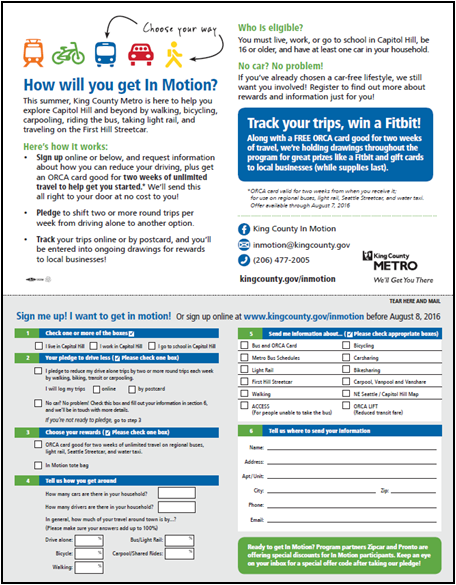 Choose your way
How will you get In Motion?
This summer, King County Metro is here to help you
explore Capitol Hill and beyond by walking, bicycling,
carpooling, riding the bus, taking light rail, and
traveling on the First Hill Streetcar.
Here's how it works:
• Sign up online or below, and request information
about how you can reduce your driving, plus get
an ORCA card good for two weeks of unlimited
travel to help get you started.* We'll send this
all right to your door at no cost to you!
• Pledge to shift two or more round trips per
week from driving alone to another option.
• Track your trips online or by postcard, and you'll
be entered into ongoing drawings for rewards
to local businesses!
Who is eligible?
You must live, work, or go to school in Capitol Hill, be
16 or older, and have at least one car in your household.
No car? No problem!
If you've already chosen a car-free lifestyle, we still
want you involved! Register to find out more about
rewards and information just for you!
Track your trips, win a Fitbit!
Along with a FREE ORCA card good for two weeks
of travel, we're holding drawings throughout the
program for great prizes like a Fitbit and gift cards
to local businesses (while supplies last).
*ORCA card valid for two weeks from when you receive it;
for use on regional buses, light rail, Seattle Streetcar, and water taxi.
Offer available through August 7, 2016
King County In Motion
inmotion@kingcounty.gov
(206) 477-2005
kingcounty.gov/inmotion
King County
METRO
We'll Get You There
TEAR HERE AND MAIL
Sign me up! I want to get in motion! Or sign up online at www.kingcounty.gov/inmotion before August 8, 2016
1 Check one or more of the boxes
I live in Capitol Hill I work in Capitol Hill I go to school in Capitol Hill
2 Your pledge to drive less ( Please check one box)
I pledge to reduce my drive alone trips by two or more round trips each week
by walking, biking, transit or carpooling.
I will log my trips online by postcard
No car? No problem! Check this box and fill out your information in section 6,
and we'll be in touch with more details.
If you're not ready to pledge, go to step 3
3 Choose your rewards ( Please check one box)
ORCA card good for two weeks of unlimited travel on regional buses,
light rail, Seattle Streetcar, and water taxi.
In Motion tote bag
4 Tell us how you get around
How many cars are there in your household?
How many drivers are there in your household?
In general, how much of your travel around town is by...?
(Please make sure your answers add up to 100%)
Drive alone: % Bus/Light Rail: %
Bicycle: % Carpool/Shared Rides: %
Walking: %
5 Send me information about... ( Please check appropriate boxes)
Bus and ORCA Card Bicycling
Metro Bus Schedules Carsharing
Light Rail Bikesharing
First Hill Streetcar Carpool, Vanpool and Vanshare
Walking NE Seattle / Capitol Hill Map
ACCESS ORCA LIFT
(For people unable to take the bus) (Reduced transit fare)
6 Tell us where to send your information
Name:
Address:
Apt/Unit:
City: Zip:
Phone:
Email:
Ready to get In Motion? Program partners Zipcar and Pronto are
offering special discounts for In Motion participants. Keep an eye
on your inbox for a special offer code after taking our pledge!